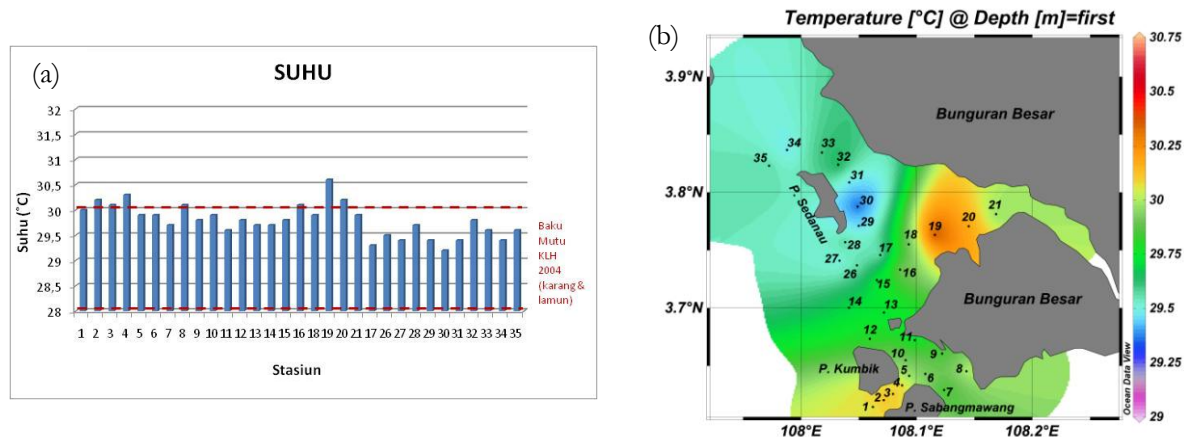 (a)
SUHU
Suhu (˚C)
32
31.5
31
30.5
30
29.5
29
28.5
28
1 2 3 4 5 6 7 8 9 10 11 12 13 14 15 16 18 19 20 21 17 26 27 28 29 30 31 32 33 34 35
Stasiun
Baku
Mutu
KLH
2004
(karang &
lamun)
(b)
Temperature [°C] @ Depth [m]=first
3.9°N
3.8°N
3.7°N
108°E 108.1°E 108.2°E
Bunguran Besar
34 33
35 32
31
P. Sedanau
30
29
21
20
19
18
28
17
27
26
16
15
Bunguran Besar
14 13
12
11
10 9
P. Kumbik
5 6 8
4
7
3
2
1
P. Sabangmawang
Ocean Data View
30.75
30.5
30.25
30
29.75
29.5
29.25
29